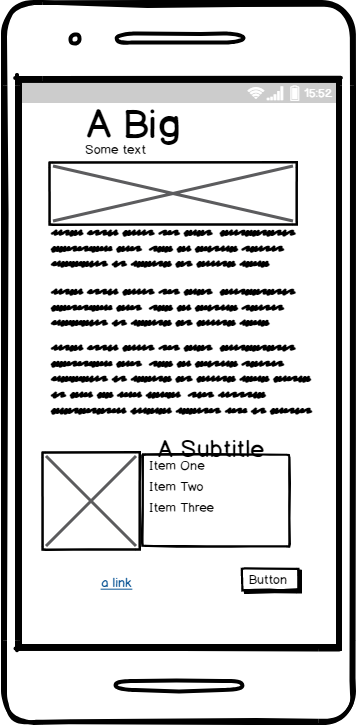 15:52
A Big
Some text
A Subtitle
Item One
Item Two
Item Three
a link
Button